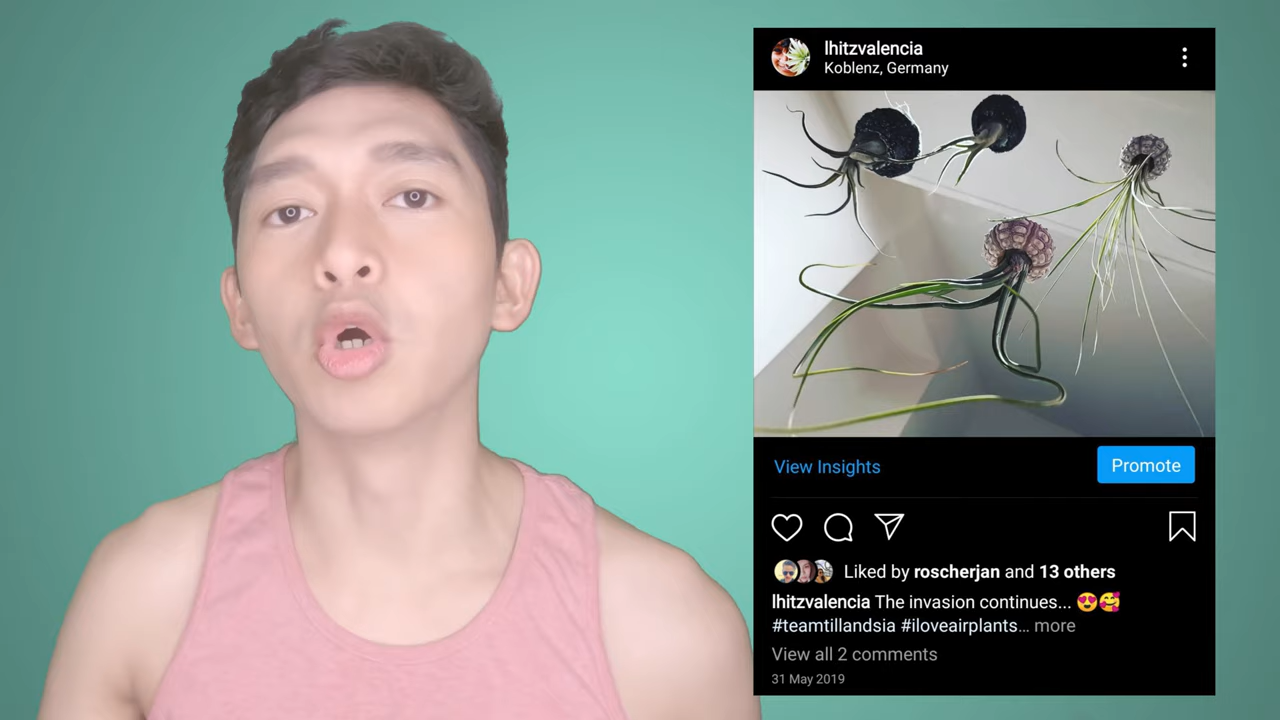 lhitzvalencia
Koblenz, Germany
View Insights
Promote
Liked by roscherjan and 13 others
lhitzvalencia The invasion continues... 😍🥰
#teamtillandsia #iloveairplants... more
View all 2 comments
31 May 2019